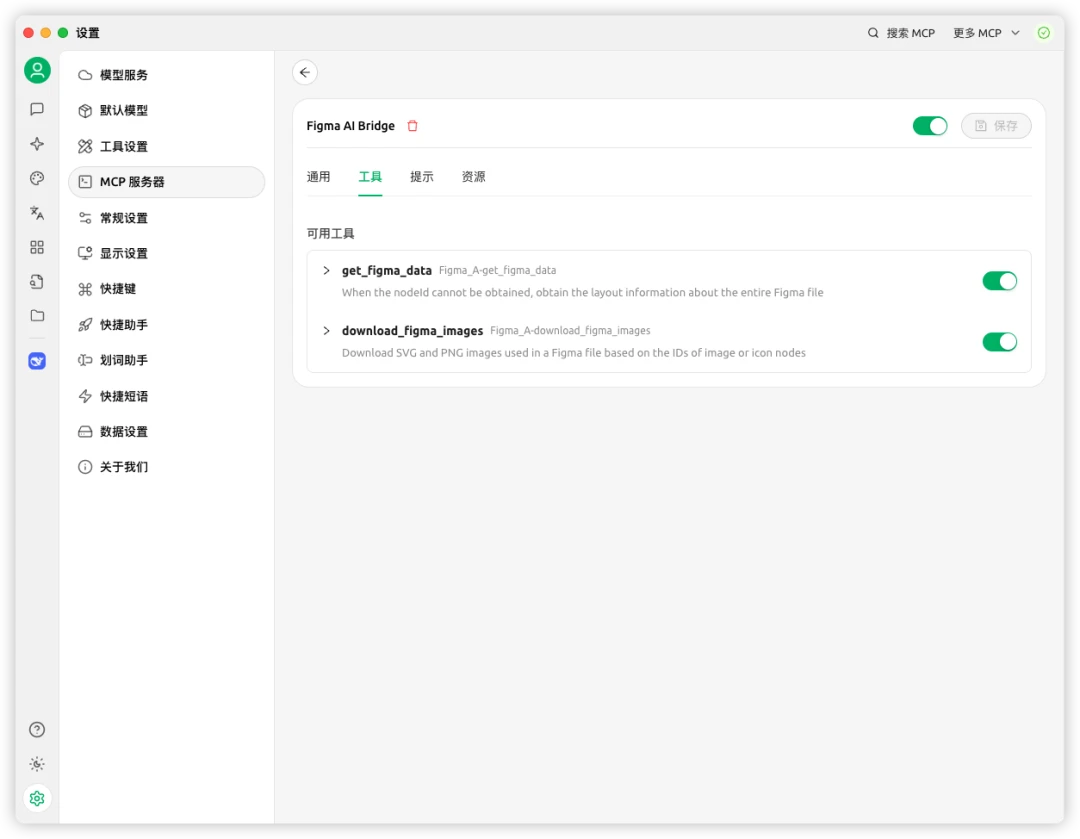 设置
搜索 MCP
更多 MCP
模型服务
默认模型
工具设置
MCP 服务器
常规设置
显示设置
快捷键
快捷助手
划词助手
快捷短语
数据设置
关于我们
Figma AI Bridge
保存
通用 工具 提示 资源
可用工具
get_figma_data Figma_A-get_figma_data
When the nodeId cannot be obtained, obtain the layout information about the entire Figma file
download_figma_images Figma_A-download_figma_images
Download SVG and PNG images used in a Figma file based on the IDs of image or icon nodes